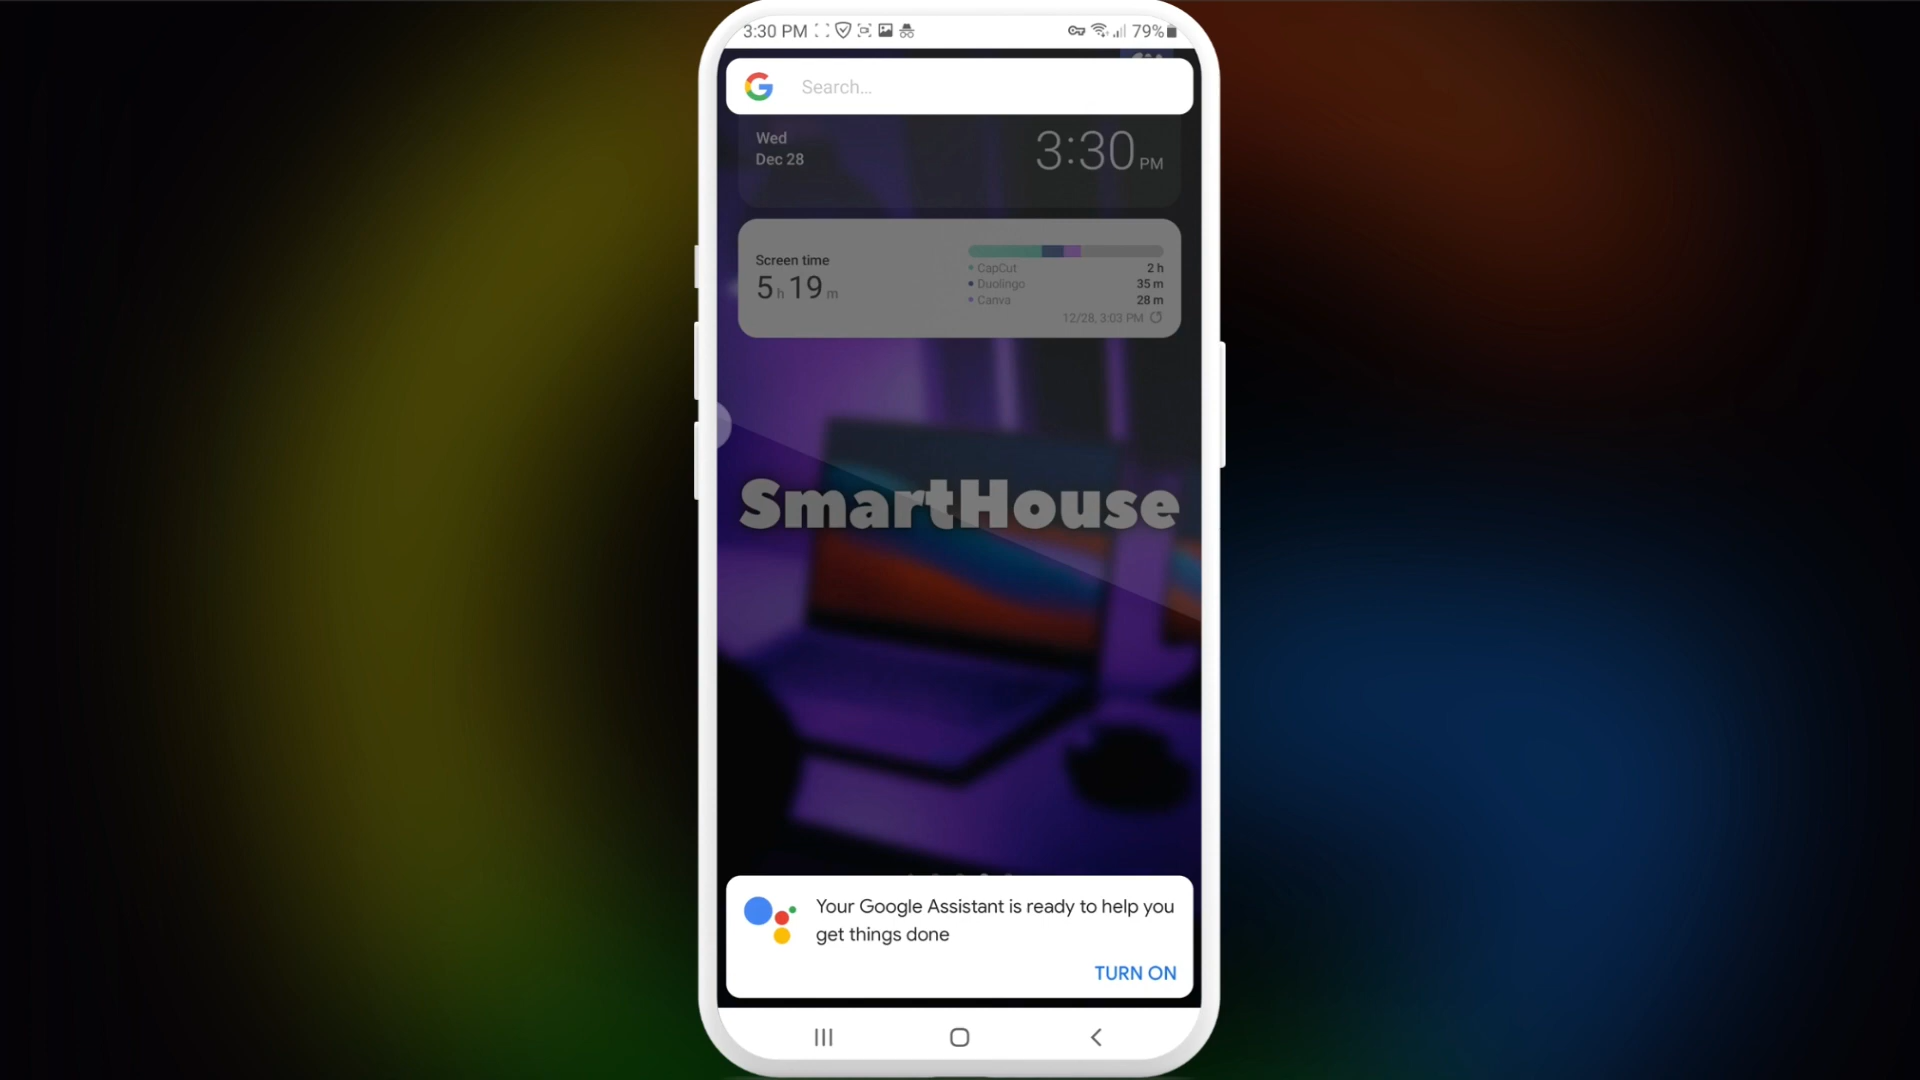 3:30 PM
79%
Search...
Wed
Dec 28
3:30 PM
Screen time
5 h 19 m
CapCut 2 h
Duolingo 35 m
Canva 28 m
12/28, 3:03 PM
SmartHouse
Your Google Assistant is ready to help you
get things done
TURN ON